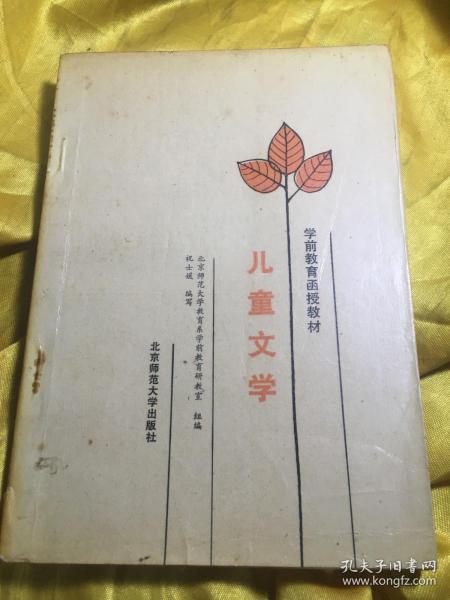 学前教育函授教材
儿童文学
北京师范大学教育系学前教育研教室 组编
祝士媛 编写
北京师范大学出版社
孔夫子旧书网
www.kongfz.com